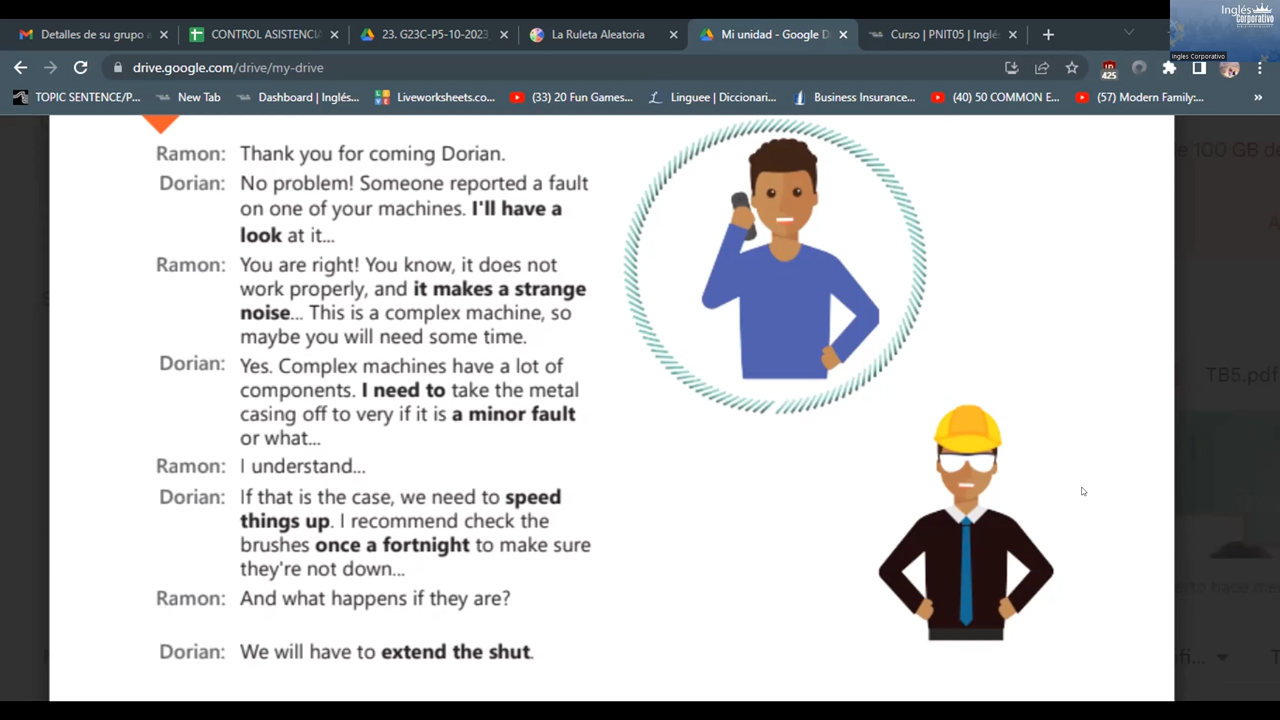 Detalles de su grupo a
CONTROL ASISTENCIA
23. G23C-P5-10-2023
La Ruleta Aleatoria
Mi unidad - Google D
Curso | PNIT05 | Inglé
Inglés
Corporativo
Ingles Corporativo
drive.google.com/drive/my-drive
425
TOPIC SENTENCE/P...
New Tab
Dashboard | Inglés...
Liveworksheets.co...
(33) 20 Fun Games...
Linguee | Diccionari...
Business Insurance...
(40) 50 COMMON E...
(57) Modern Family:...
Ramon: Thank you for coming Dorian.
Dorian: No problem! Someone reported a fault
on one of your machines. I'll have a
look at it...
Ramon: You are right! You know, it does not
work properly, and it makes a strange
noise... This is a complex machine, so
maybe you will need some time.
Dorian: Yes. Complex machines have a lot of
components. I need to take the metal
casing off to very if it is a minor fault
or what...
Ramon: I understand...
Dorian: If that is the case, we need to speed
things up. I recommend check the
brushes once a fortnight to make sure
they're not down...
Ramon: And what happens if they are?
Dorian: We will have to extend the shut.
e 100 GB de
TB5.pdf